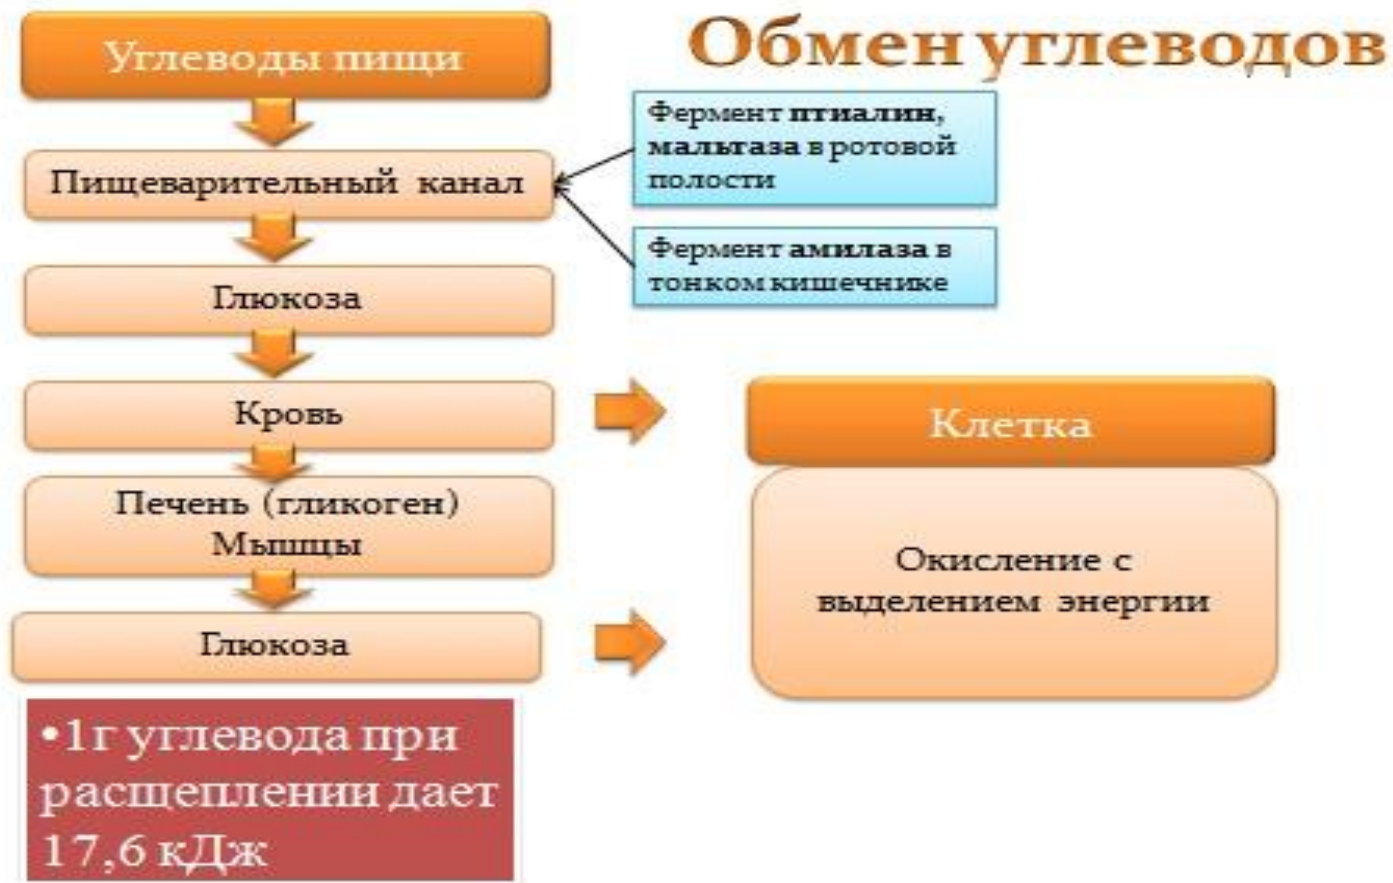 Обмен углеводов
Углеводы пищи
Пищеварительный канал
Фермент птиалин,
мальтаза в ротовой
полости
Фермент амилаза в
тонком кишечнике
Глюкоза
Кровь
Печень (гликоген)
Мышцы
Глюкоза
Клетка
Окисление с
выделением энергии
•1г углевода при
расщеплении дает
17,6 кДж